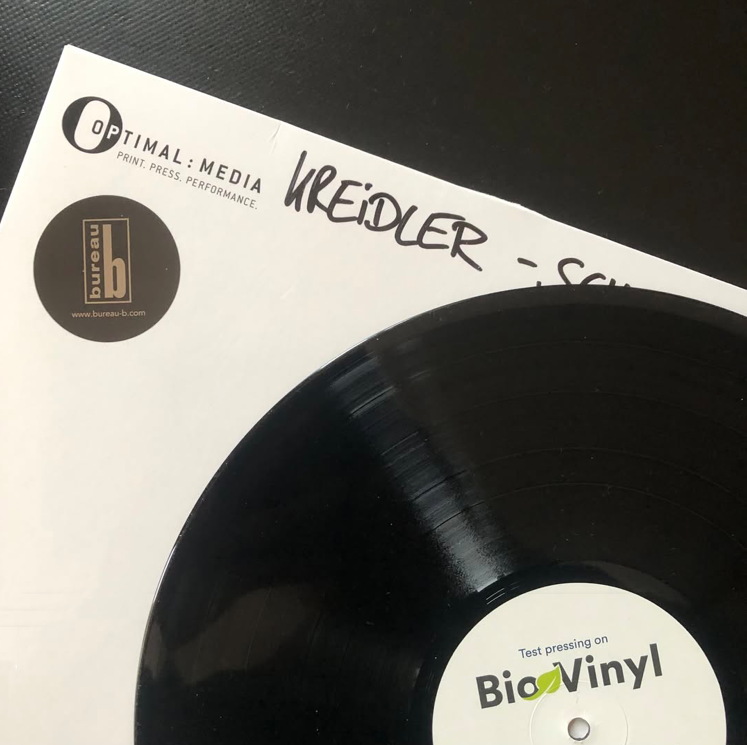 OPTIMAL : MEDIA
PRINT. PRESS. PERFORMANCE.
KREiDLER -
bureau b
www.bureau-b.com
Test pressing on
BioVinyl